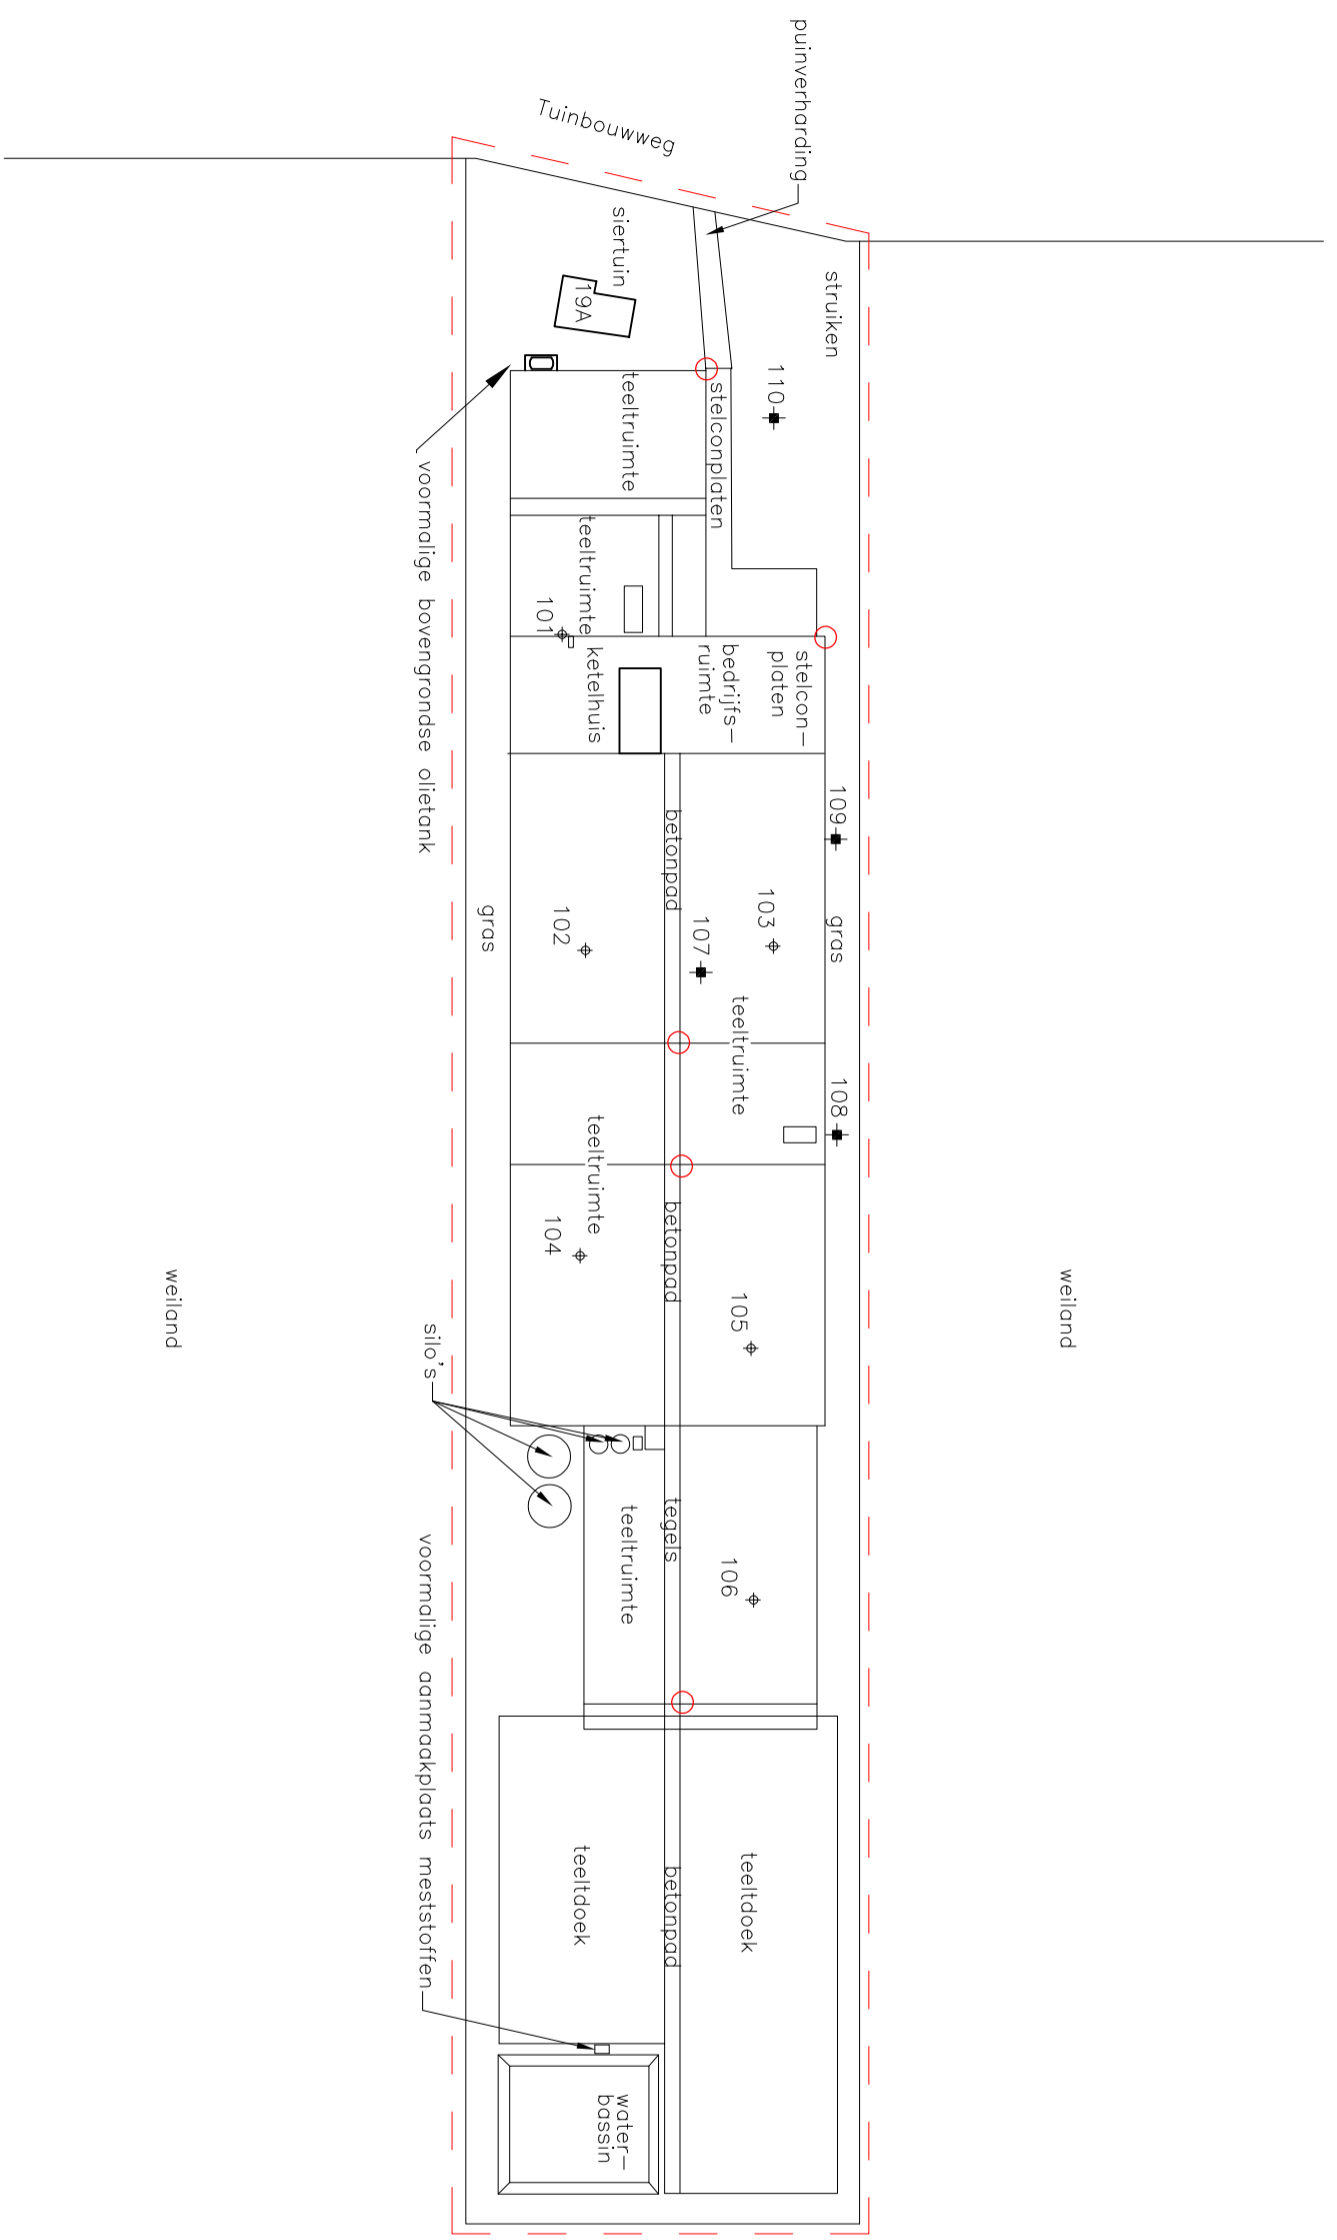 puinverharding
Tuinbouwweg
siertuin
19A
struiken
110
teeltruimte
stelconplaten
voormalige bovengrondse olietank
teeltruimte
101
ketelhuis
bedrijfs-
ruimte
stelcon-
platen
109
betonpad
gras
102
103
107
gras
teeltruimte
108
teeltruimte
104
betonpad
105
weiland
weiland
silo's
tegels
teeltruimte
106
voormalige aanmaakplaats meststoffen
teeltdoek
betonpad
teeltdoek
water-
bassin